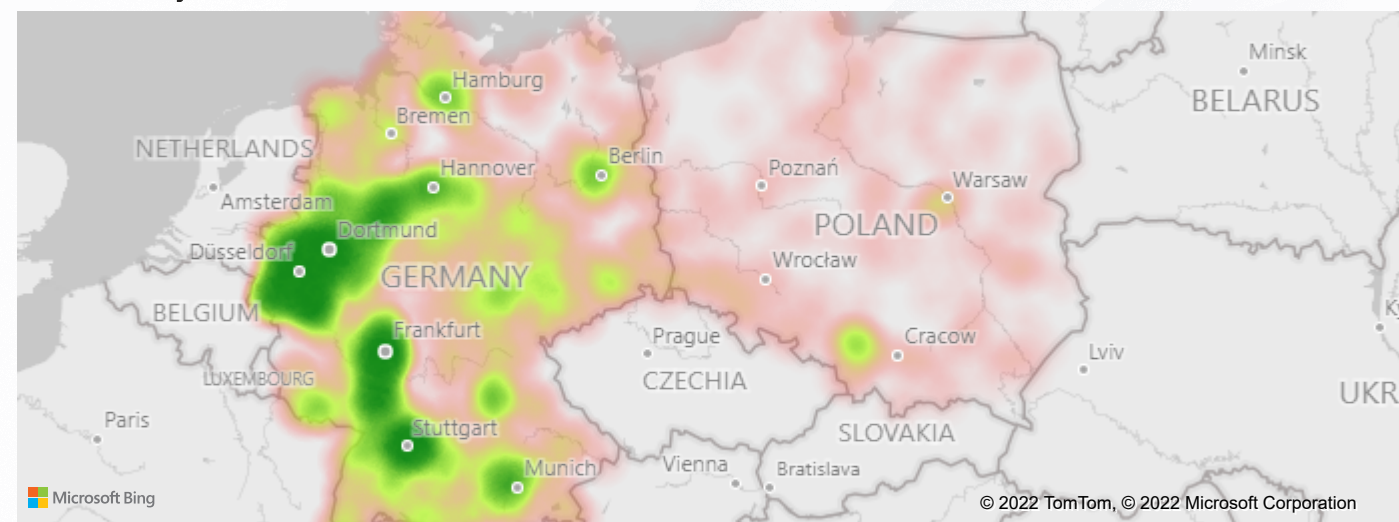 Hamburg
Minsk
BELARUS
Bremen
NETHERLANDS
Hannover
Berlin
Poznań
Warsaw
Amsterdam
Dortmund
POLAND
Düsseldorf
Wrocław
GERMANY
BELGIUM
Frankfurt
Prague
Cracow
Lviv
LUXEMBOURG
CZECHIA
UKR
Paris
Stuttgart
SLOVAKIA
Munich
Vienna
Bratislava
Microsoft Bing
© 2022 TomTom, © 2022 Microsoft Corporation